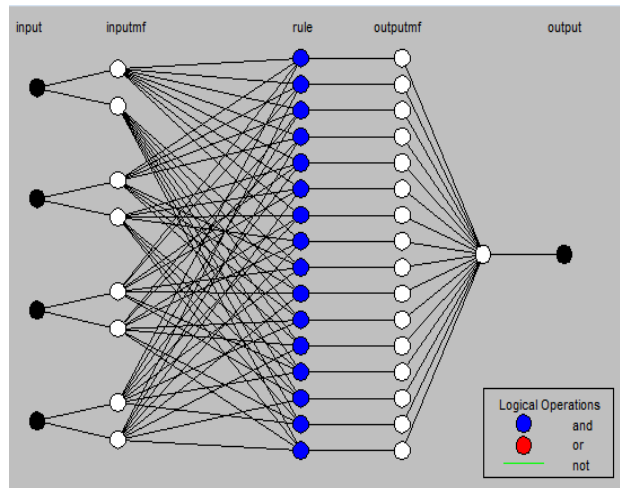 input inputmf rule outputmf output
Logical Operations
and
or
not